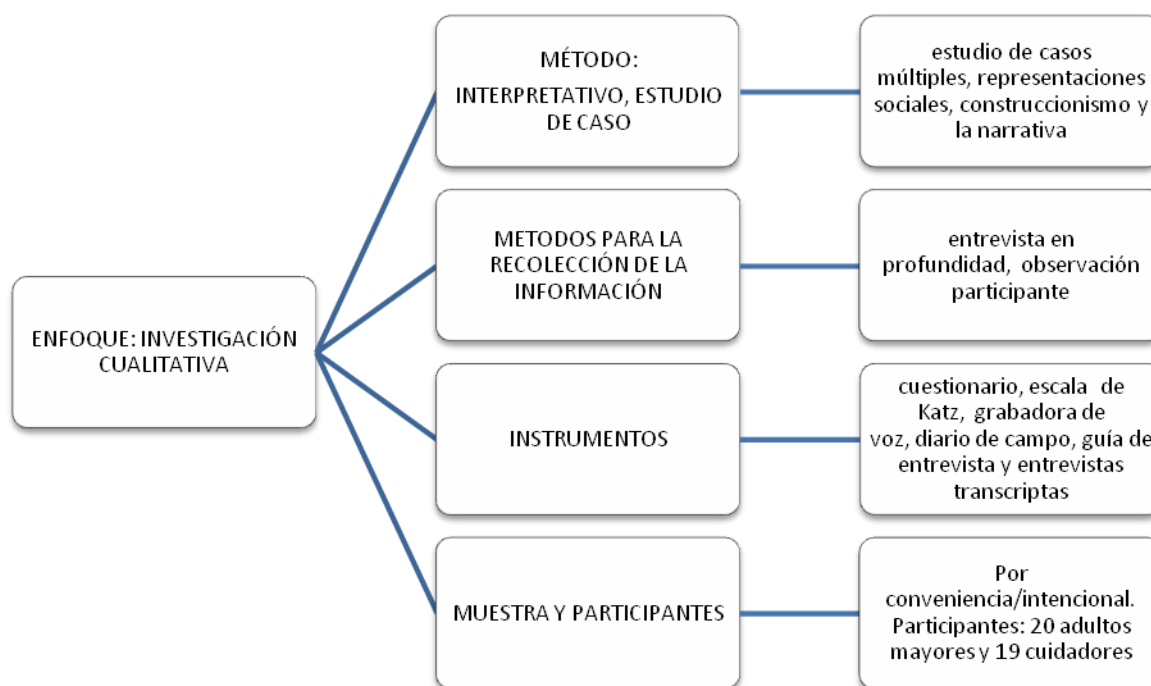 ENFOQUE: INVESTIGACIÓN
CUALITATIVA
MÉTODO:
INTERPRETATIVO, ESTUDIO
DE CASO
estudio de casos
múltiples, representaciones
sociales, construccionismo y
la narrativa
METODOS PARA LA
RECOLECCIÓN DE LA
INFORMACIÓN
entrevista en
profundidad, observación
participante
INSTRUMENTOS
cuestionario, escala de
Katz, grabadora de
voz, diario de campo, guía de
entrevista y entrevistas
transcriptas
MUESTRA Y PARTICIPANTES
Por
conveniencia/intencional.
Participantes: 20 adultos
mayores y 19 cuidadores